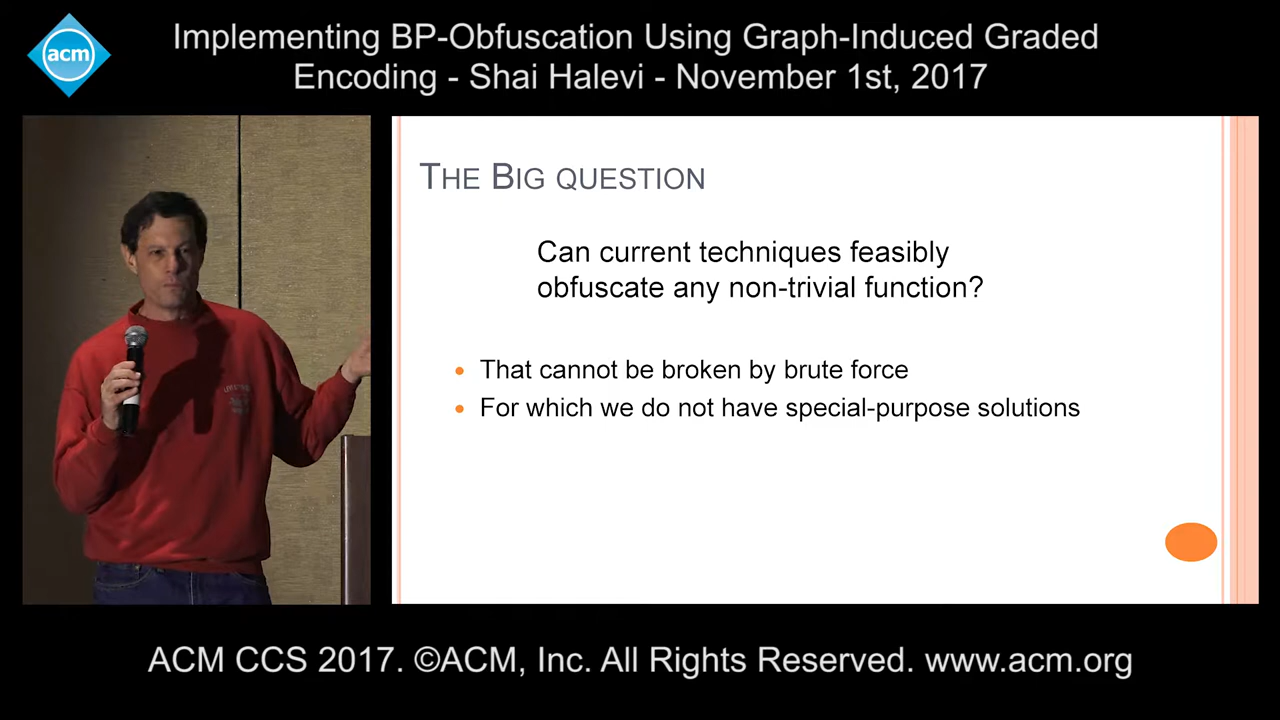 acm
Implementing BP-Obfuscation Using Graph-Induced Graded
Encoding - Shai Halevi - November 1st, 2017
THE BIG QUESTION
Can current techniques feasibly
obfuscate any non-trivial function?
• That cannot be broken by brute force
• For which we do not have special-purpose solutions
ACM CCS 2017. ©ACM, Inc. All Rights Reserved. www.acm.org